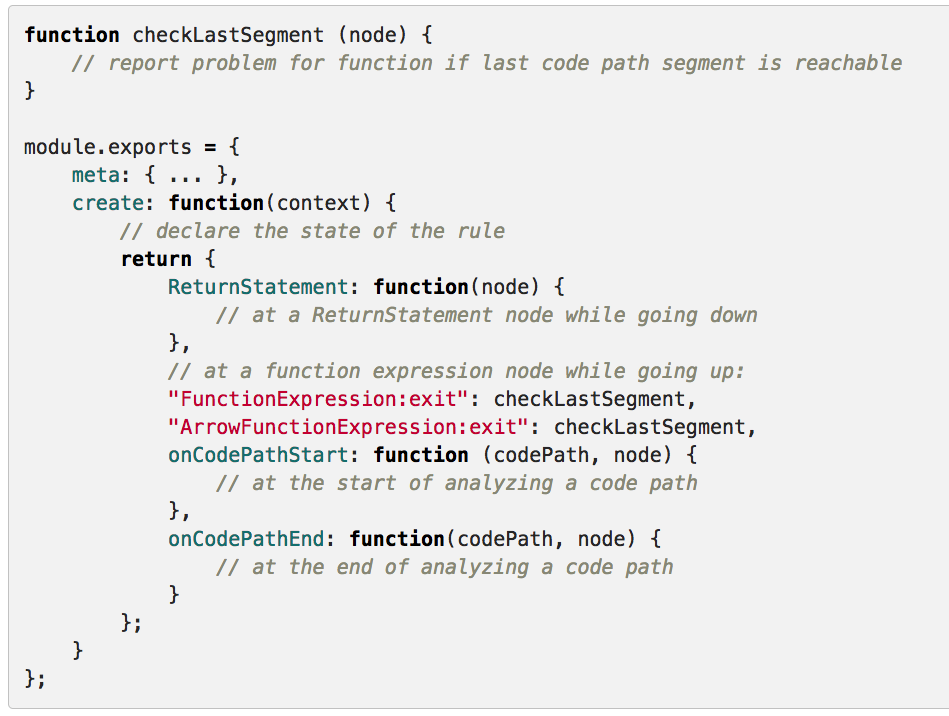 function checkLastSegment (node) {
    // report problem for function if last code path segment is reachable
}

module.exports = {
    meta: { ... },
    create: function(context) {
        // declare the state of the rule
        return {
            ReturnStatement: function(node) {
                // at a ReturnStatement node while going down
            },
            // at a function expression node while going up:
            "FunctionExpression:exit": checkLastSegment,
            "ArrowFunctionExpression:exit": checkLastSegment,
            onCodePathStart: function (codePath, node) {
                // at the start of analyzing a code path
            },
            onCodePathEnd: function(codePath, node) {
                // at the end of analyzing a code path
            }
        };
    }
};